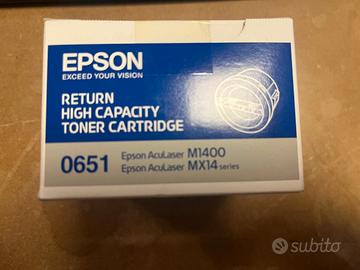 EPSON
EXCEED YOUR VISION
RETURN
HIGH CAPACITY
TONER CARTRIDGE
0651
Epson AcuLaser M1400
Epson AcuLaser MX14 series
subito